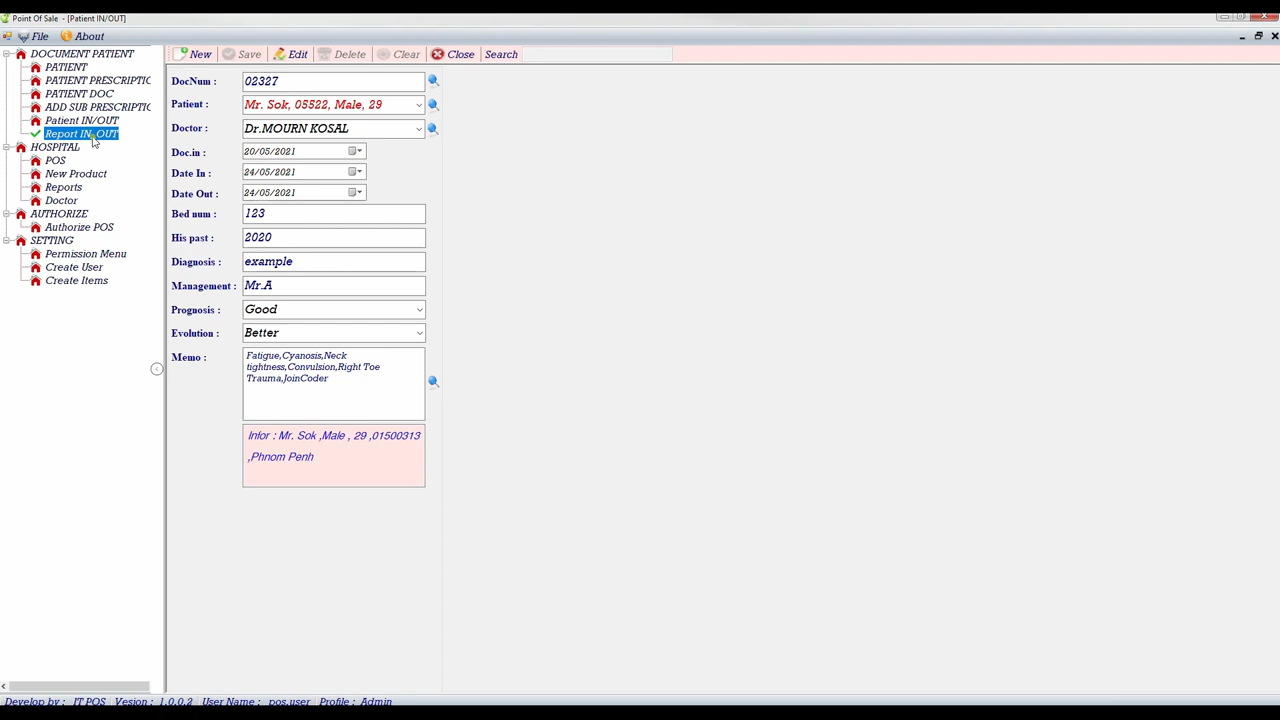 Point Of Sale - [Patient IN/OUT]
File About
DOCUMENT PATIENT
PATIENT
PATIENT PRESCRIPTIC
PATIENT DOC
ADD SUB PRESCRIPTIC
Patient IN/OUT
Report IN/OUT
HOSPITAL
POS
New Product
Reports
Doctor
AUTHORIZE
Authorize POS
SETTING
Permission Menu
Create User
Create Items
New Save Edit Delete Clear Close Search
DocNum : 02327
Patient : Mr. Sok, 05522, Male, 29
Doctor : Dr.MOURN KOSAL
Doc.in : 20/05/2021
Date In : 24/05/2021
Date Out : 24/05/2021
Bed num : 123
His past : 2020
Diagnosis : example
Management : Mr.A
Prognosis : Good
Evolution : Better
Memo : Fatigue,Cyanosis,Neck
tightness,Convulsion,Right Toe
Trauma,JoinCoder
Infor : Mr. Sok ,Male , 29 ,01500313
,Phnom Penh
Develop by : IT POS Vesion : 1.0.0.2 User Name : pos.user Profile : Admin